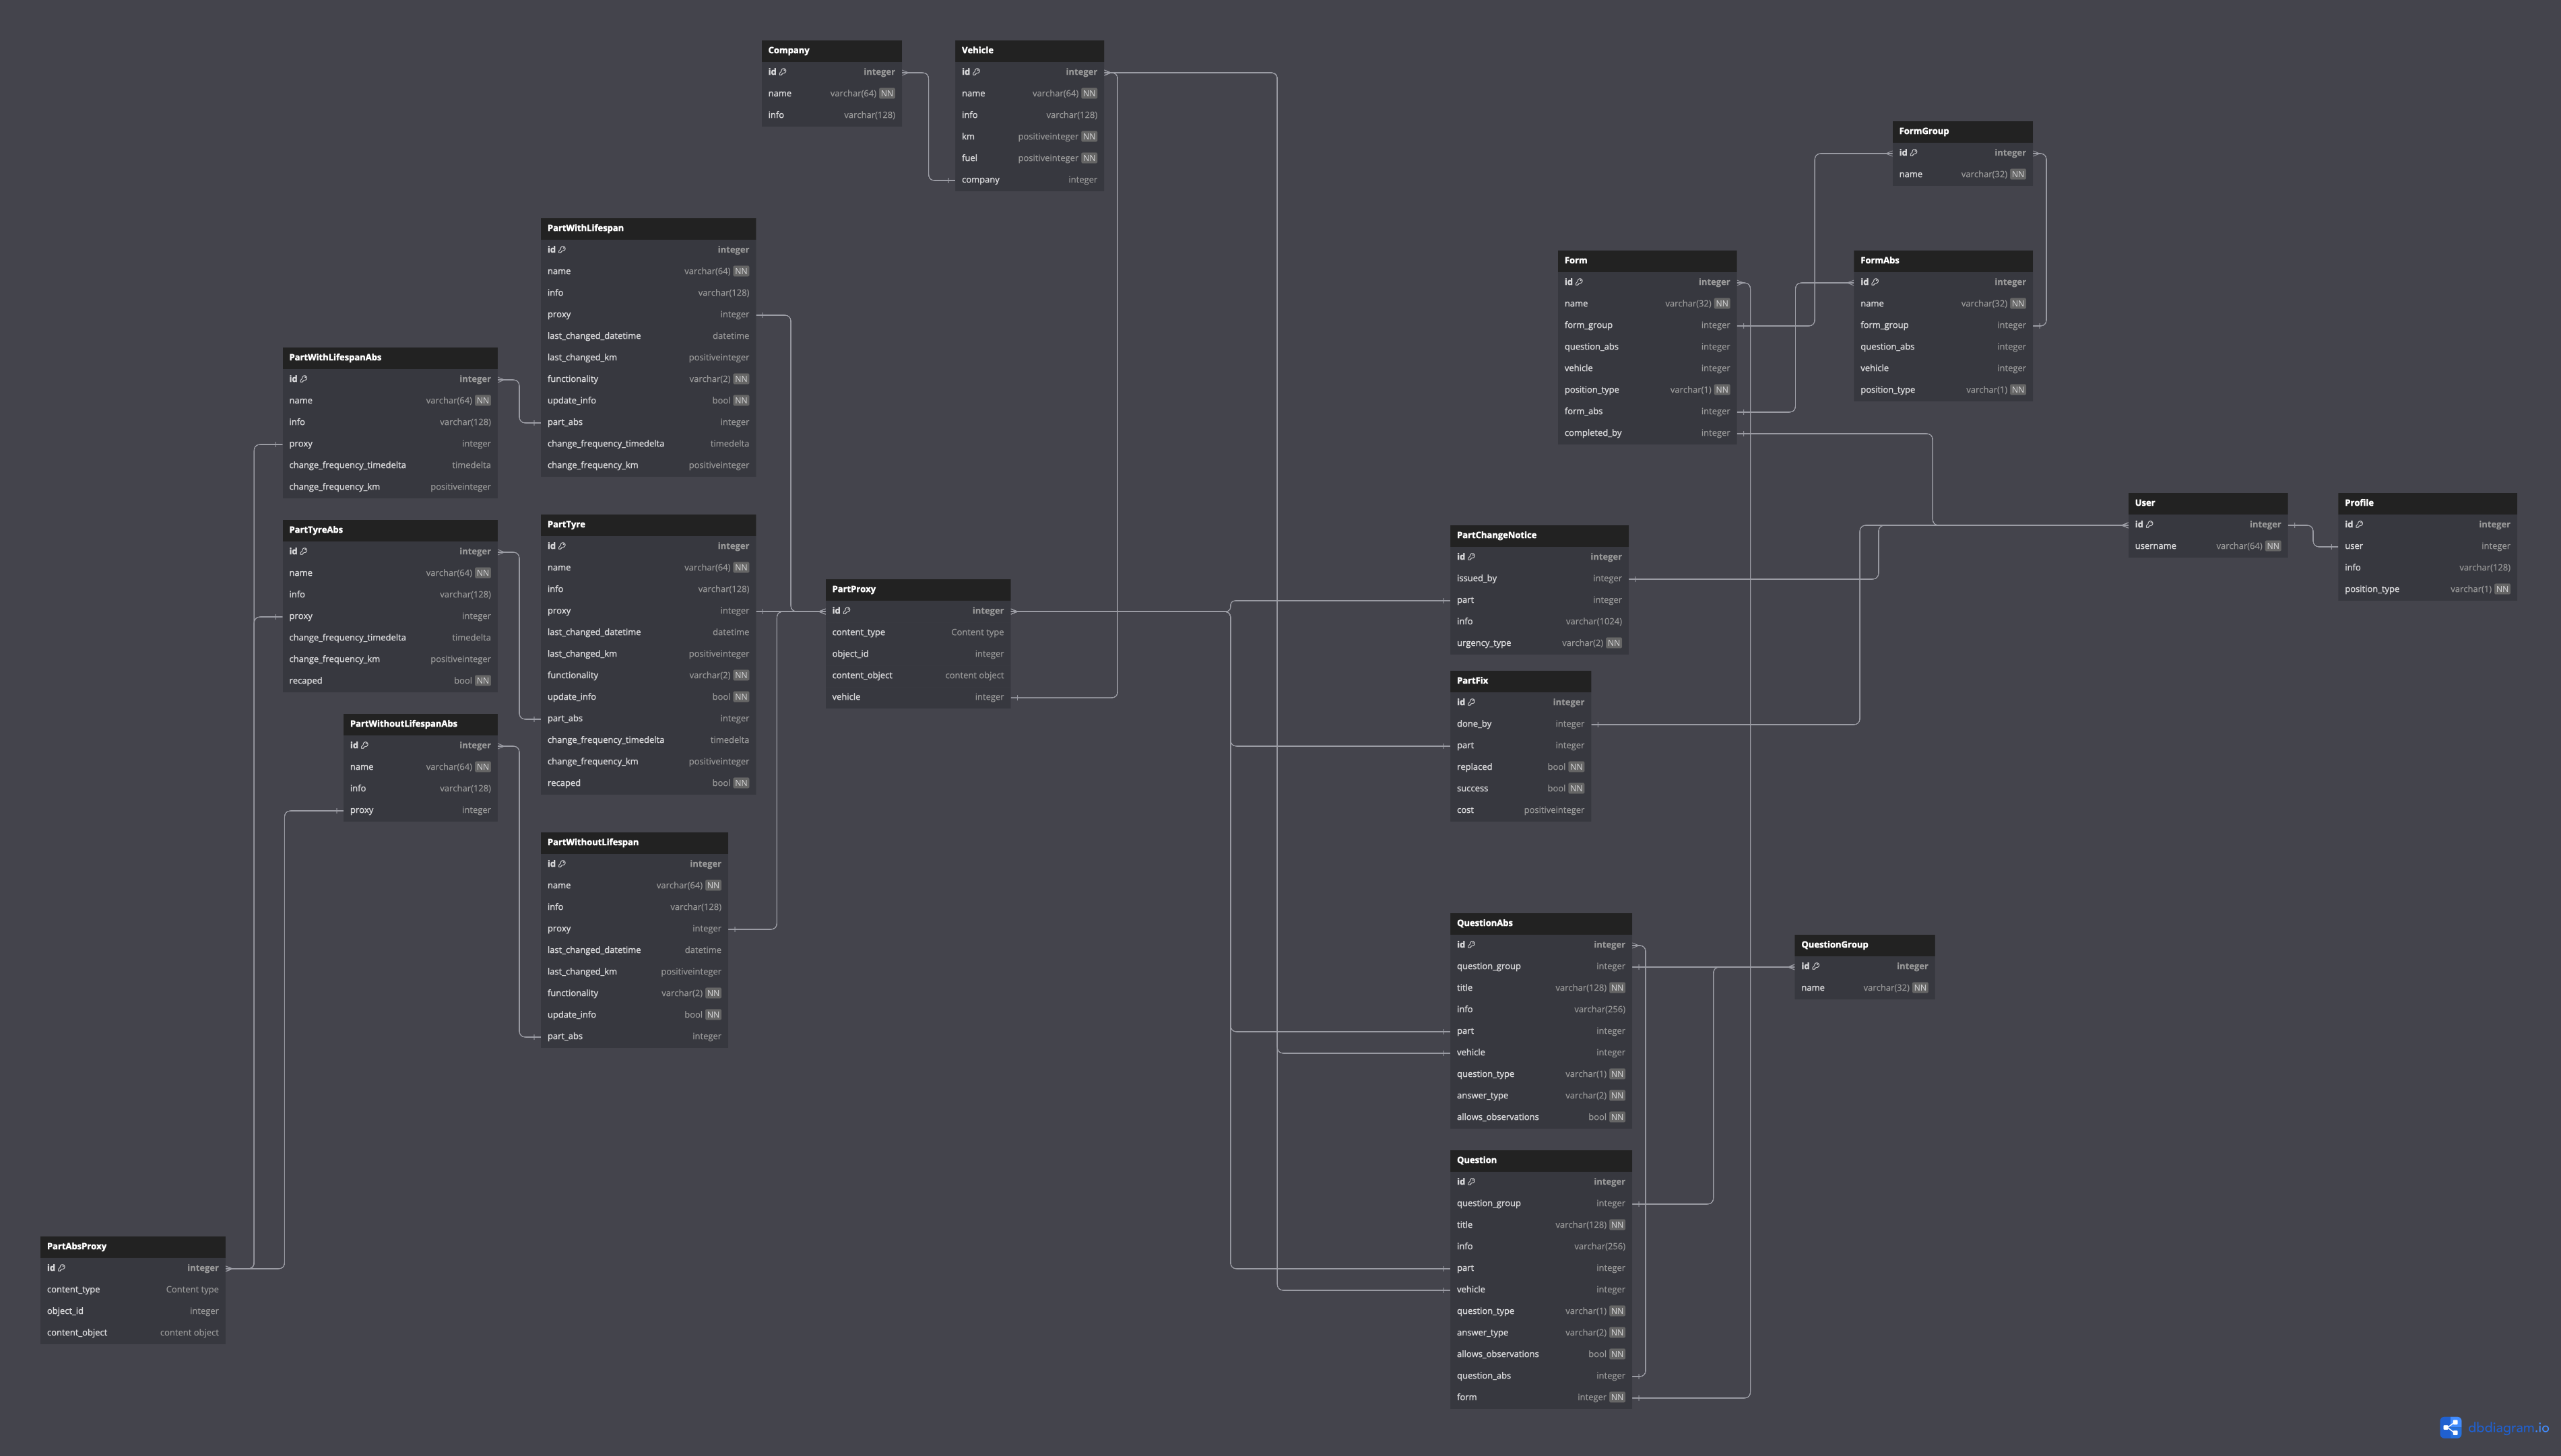 Company
id integer
name varchar(64) NN
info varchar(128)
Vehicle
id integer
name varchar(64) NN
info varchar(128)
km positiveinteger NN
fuel positiveinteger NN
company integer
FormGroup
id integer
name varchar(32) NN
PartWithLifespan
id integer
name varchar(64) NN
info varchar(128)
proxy integer
last_changed_datetime datetime
last_changed_km positiveinteger
functionality varchar(2) NN
update_info bool NN
part_abs integer
change_frequency_timedelta timedelta
change_frequency_km positiveinteger
Form
id integer
name varchar(32) NN
form_group integer
question_abs integer
vehicle integer
position_type varchar(1) NN
form_abs integer
completed_by integer
FormAbs
id integer
name varchar(32) NN
form_group integer
question_abs integer
vehicle integer
position_type varchar(1) NN
PartWithLifespanAbs
id integer
name varchar(64) NN
info varchar(128)
proxy integer
change_frequency_timedelta timedelta
change_frequency_km positiveinteger
User
id integer
username varchar(64) NN
Profile
id integer
user integer
info varchar(128)
position_type varchar(1) NN
PartTyreAbs
id integer
name varchar(64) NN
info varchar(128)
proxy integer
change_frequency_timedelta timedelta
change_frequency_km positiveinteger
recaped bool NN
PartTyre
id integer
name varchar(64) NN
info varchar(128)
proxy integer
last_changed_datetime datetime
last_changed_km positiveinteger
functionality varchar(2) NN
update_info bool NN
part_abs integer
change_frequency_timedelta timedelta
change_frequency_km positiveinteger
recaped bool NN
PartProxy
id integer
content_type Content type
object_id integer
content_object content object
vehicle integer
PartChangeNotice
id integer
issued_by integer
part integer
info varchar(1024)
urgency_type varchar(2) NN
PartFix
id integer
done_by integer
part integer
replaced bool NN
success bool NN
cost positiveinteger
PartWithoutLifespanAbs
id integer
name varchar(64) NN
info varchar(128)
proxy integer
PartWithoutLifespan
id integer
name varchar(64) NN
info varchar(128)
proxy integer
last_changed_datetime datetime
last_changed_km positiveinteger
functionality varchar(2) NN
update_info bool NN
part_abs integer
QuestionAbs
id integer
question_group integer
title varchar(128) NN
info varchar(256)
part integer
vehicle integer
question_type varchar(1) NN
answer_type varchar(2) NN
allows_observations bool NN
QuestionGroup
id integer
name varchar(32) NN
Question
id integer
question_group integer
title varchar(128) NN
info varchar(256)
part integer
vehicle integer
question_type varchar(1) NN
answer_type varchar(2) NN
allows_observations bool NN
question_abs integer
form integer NN
PartAbsProxy
id integer
content_type Content type
object_id integer
content_object content object
dbdiagram.io